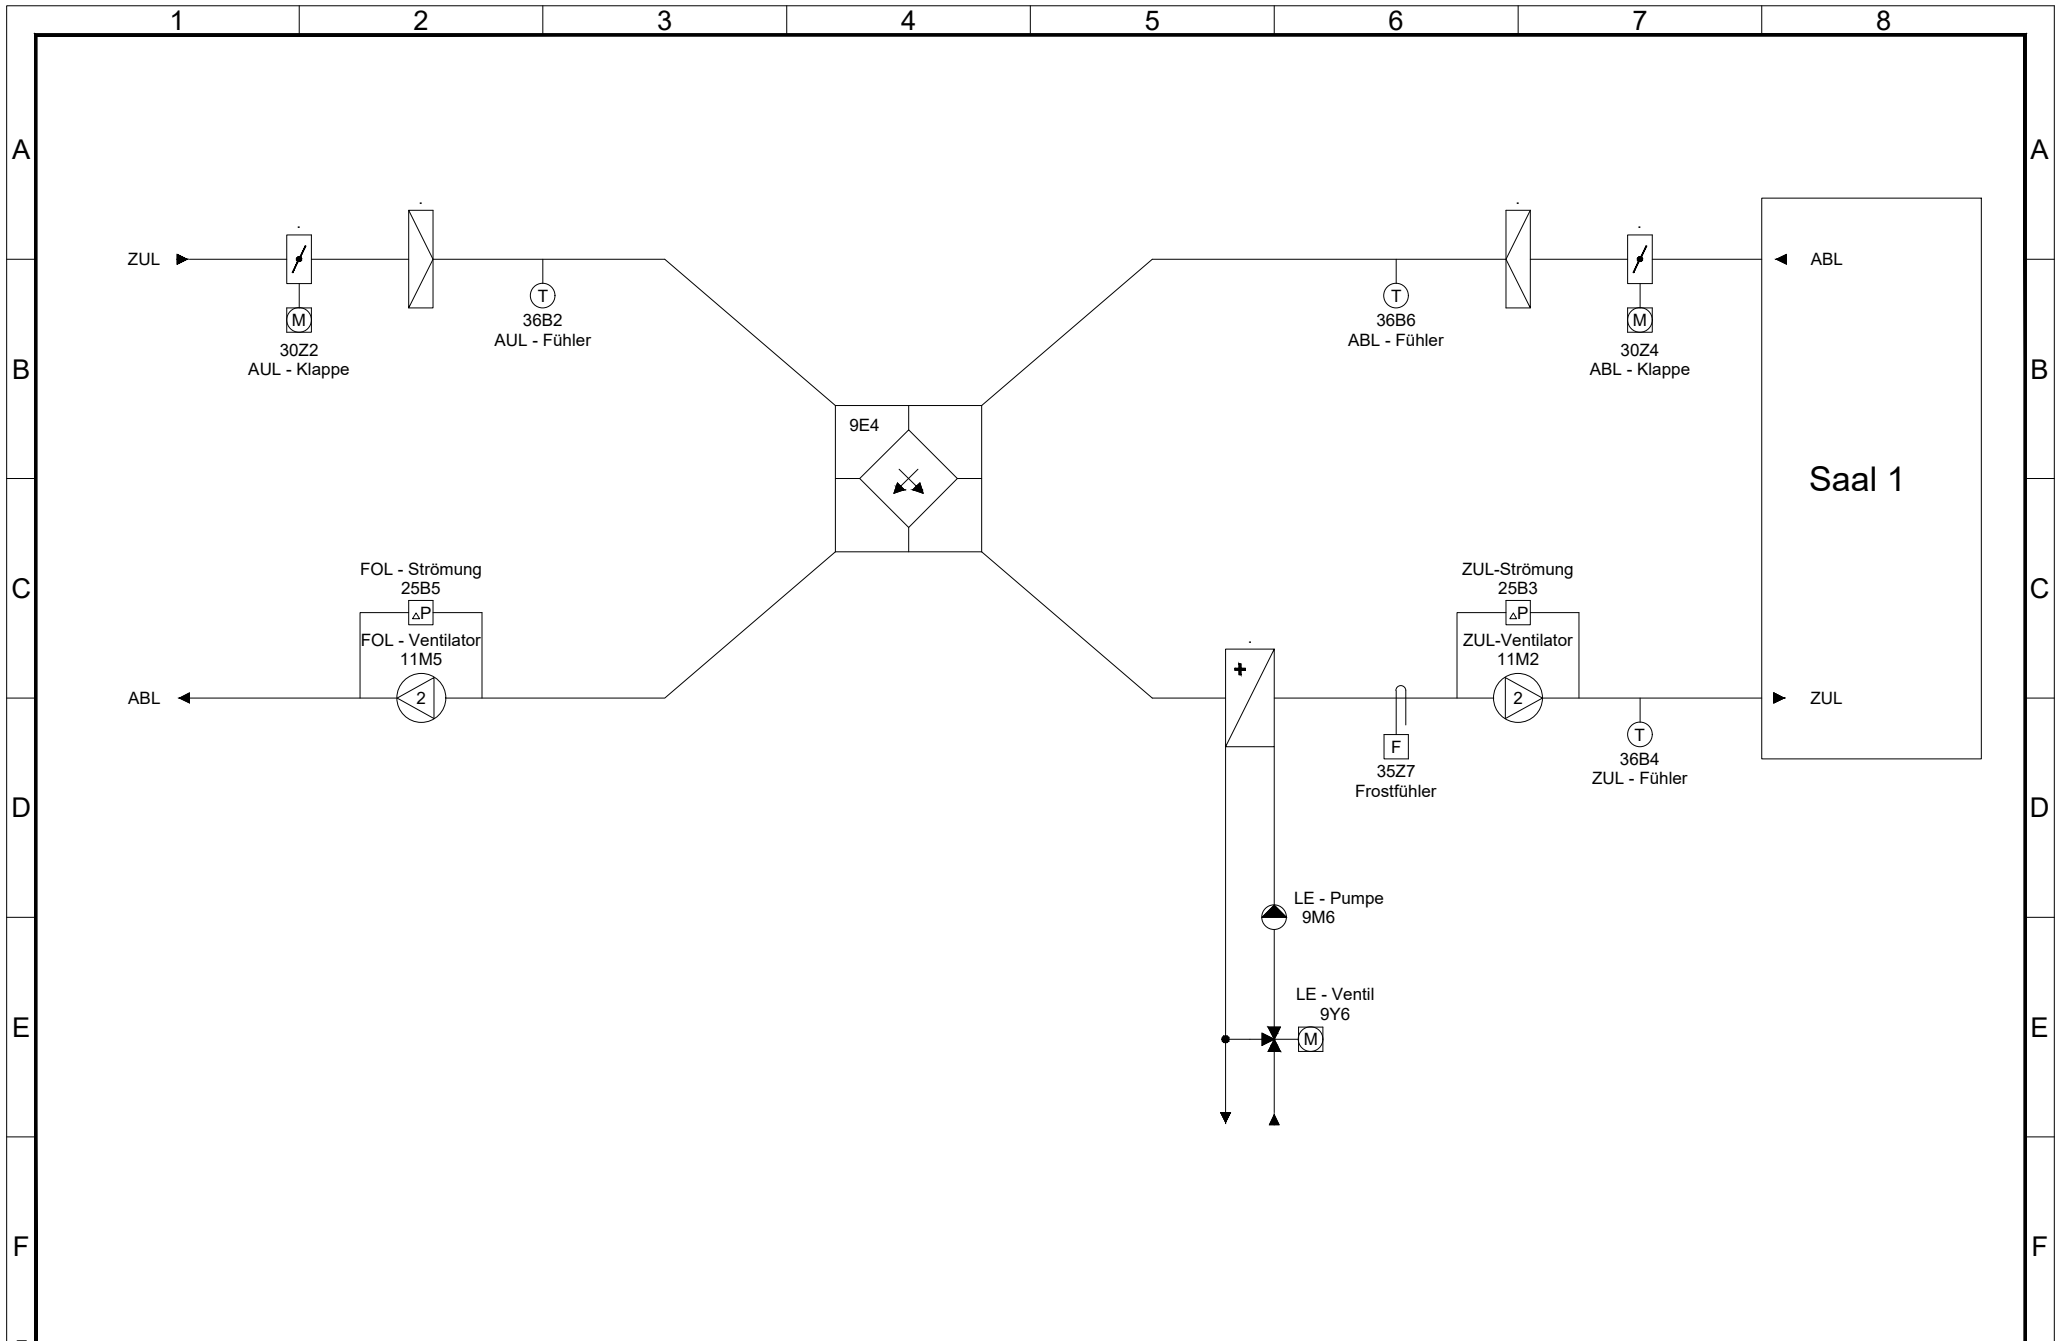 1 2 3 4 5 6 7 8
A A
ZUL ABL
T T
M 36B2 36B6 M
AUL - Fühler ABL - Fühler
30Z2 30Z4
B AUL - Klappe ABL - Klappe B
9E4
Saal 1
FOL - Strömung ZUL-Strömung
C 25B5 25B3 C
△P △P
FOL - Ventilator ZUL-Ventilator
11M5 11M2
+
ABL 2 2 ZUL
F T
35Z7 36B4
Frostfühler ZUL - Fühler
D D
LE - Pumpe
9M6
LE - Ventil
9Y6
E M E
F F